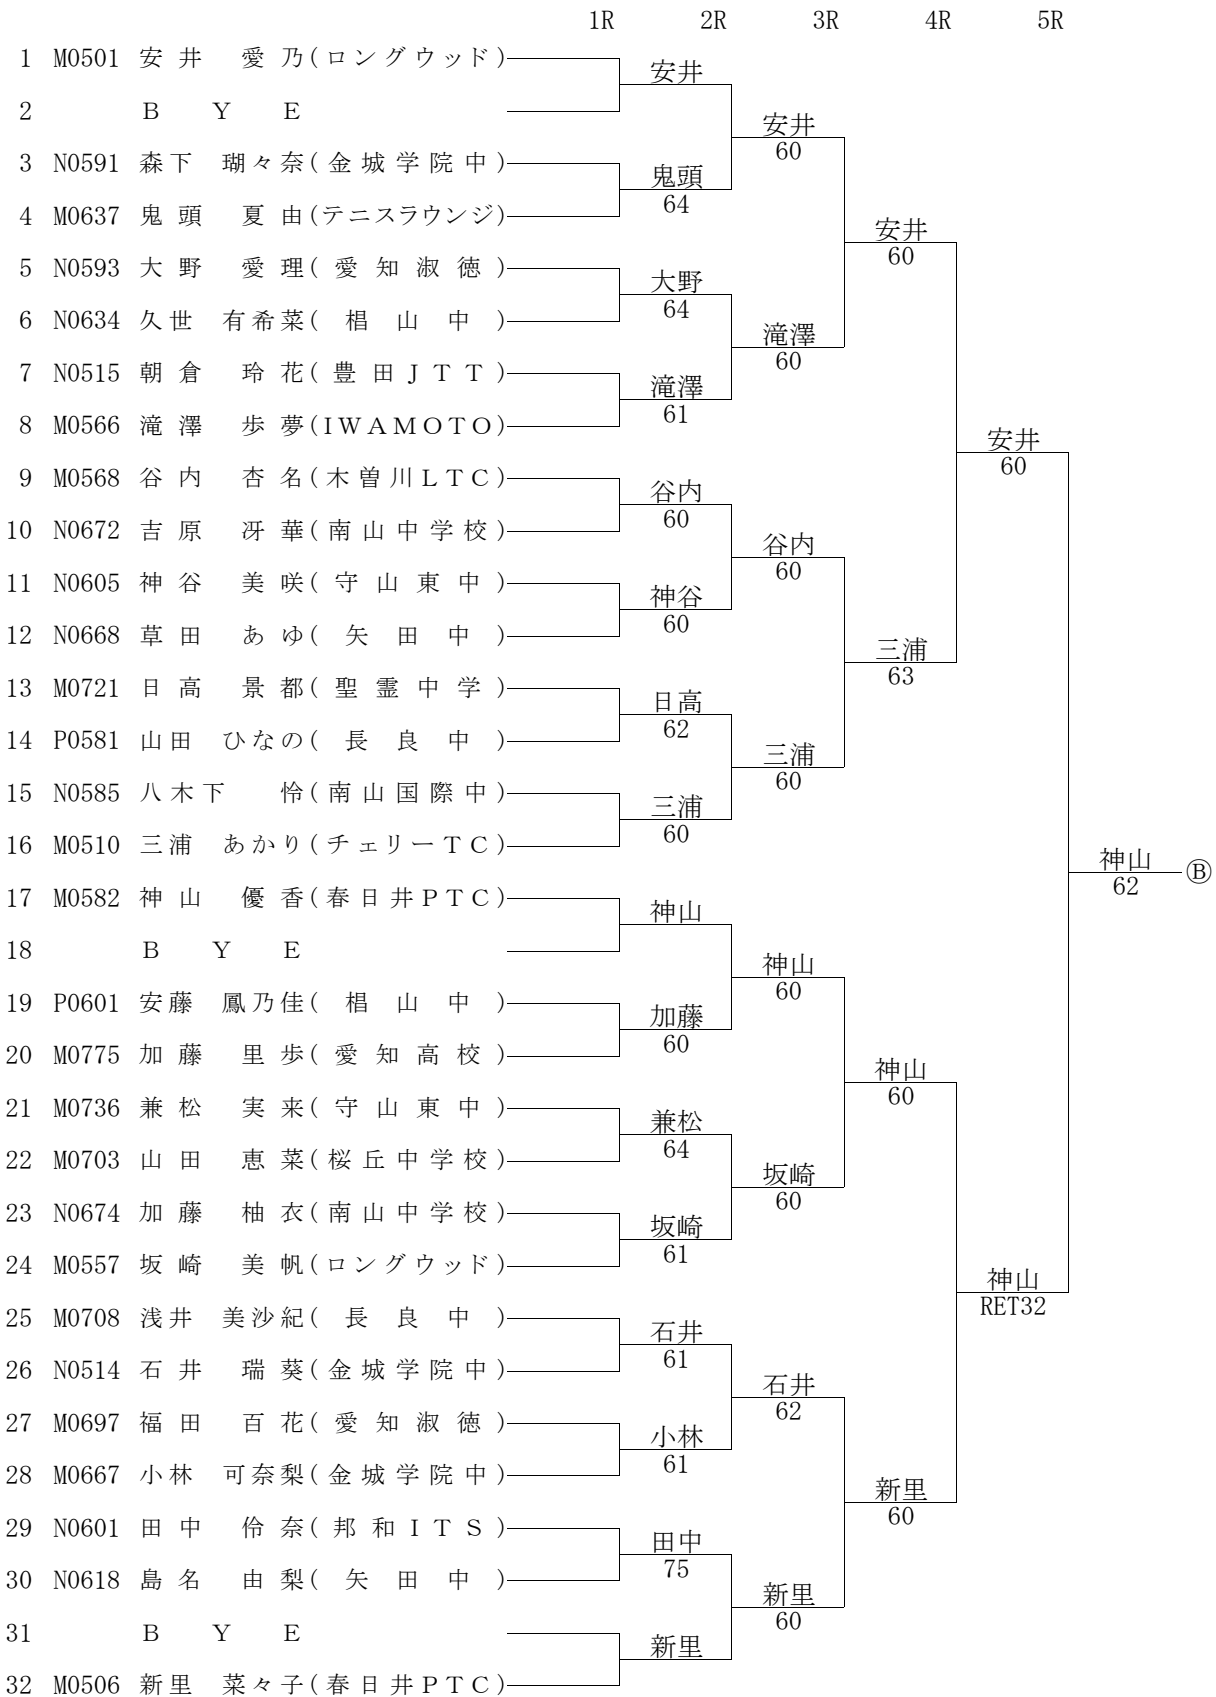 1R 2R 3R 4R 5R
1 M0501 安井 愛乃(ロングウッド)
2 BYE
3 N0591 森下 瑚々奈(金城学院中)
4 M0637 鬼頭 夏由(テニスラウンジ)
5 N0593 大野 愛理(愛知淑徳)
6 N0634 久世 有希菜(椙山中)
7 N0515 朝倉 玲花(豊田JTT)
8 M0566 滝澤 歩夢(IWAMOTO)
9 M0568 谷内 杏名(木曽川LTC)
10 N0672 吉原 冴華(南山中学校)
11 N0605 神谷 美咲(守山東中)
12 N0668 草田 あゆ(矢田中)
13 M0721 日高 景都(聖霊中学)
14 P0581 山田 ひなの(長良中)
15 N0585 八木下 怜(南山国際中)
16 M0510 三浦 あかり(チェリーTC)
17 M0582 神山 優香(春日井PTC)
18 BYE
19 P0601 安藤 鳳乃佳(椙山中)
20 M0775 加藤 里歩(愛知高校)
21 M0736 兼松 実来(守山東中)
22 M0703 山田 恵菜(桜丘中学校)
23 N0674 加藤 柚衣(南山中学校)
24 M0557 坂崎 美帆(ロングウッド)
25 M0708 浅井 美沙紀(長良中)
26 N0514 石井 瑞葵(金城学院中)
27 M0697 福田 百花(愛知淑徳)
28 M0667 小林 可奈梨(金城学院中)
29 N0601 田中 伶奈(邦和ITS)
30 N0618 島名 由梨(矢田中)
31 BYE
32 M0506 新里 菜々子(春日井PTC)
安井
鬼頭
64
大野
64
滝澤
61
谷内
60
神谷
60
日高
62
三浦
60
神山
加藤
60
兼松
64
坂崎
61
石井
61
小林
61
田中
75
新里
安井
60
滝澤
60
谷内
60
三浦
60
神山
60
坂崎
60
石井
62
新里
60
安井
60
三浦
63
神山
60
新里
60
安井
60
神山
RET32
神山
62
Ⓑ